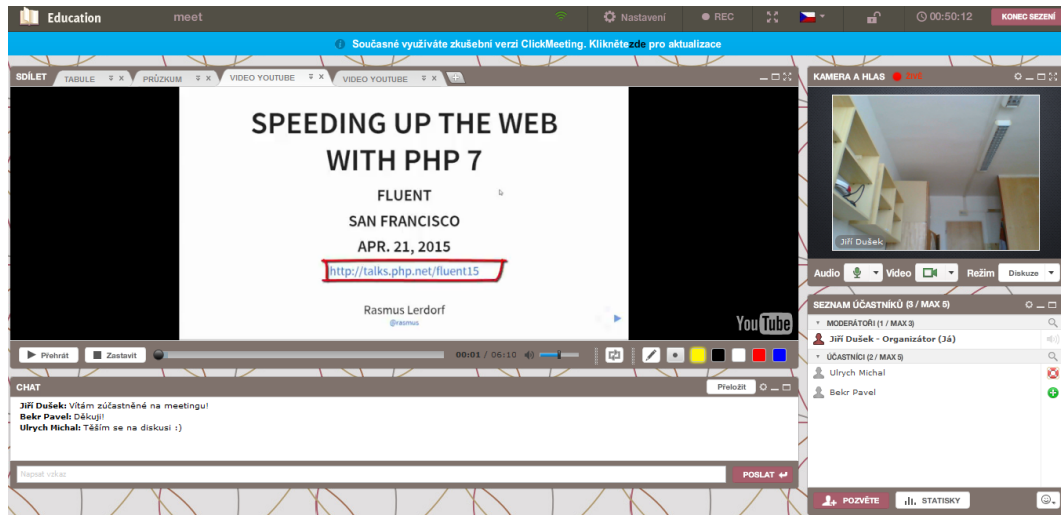 Education meet Nastavení REC 00:50:12 KONEC SEZENÍ
Současné využíváte zkušební verzi ClickMeeting. Kliknětezde pro aktualizace
SDÍLET TABULE x PRŮZKUM x VIDEO YOUTUBE x VIDEO YOUTUBE x
SPEEDING UP THE WEB
WITH PHP 7
FLUENT
SAN FRANCISCO
APR. 21, 2015
http://talks.php.net/fluent15
Rasmus Lerdorf
@rasmus
YouTube
Přehrát Zastavit 00:01 / 06:10
CHAT Přeložit
Jiří Dušek: Vítám zúčastněné na meetingu!
Bekr Pavel: Děkuji!
Ulrych Michal: Těším se na diskusi :)
Napsat vzkaz POSLAT
KAMERA A HLAS ŽIVĚ
Jiří Dušek
Audio Video Režim Diskuze
SEZNAM ÚČASTNÍKŮ (3 / MAX 5)
MODERÁTOŘI (1 / MAX 3)
Jiří Dušek - Organizátor (Já)
ÚČASTNÍCI (2 / MAX 5)
Ulrych Michal
Bekr Pavel
POZVĚTE STATISKY